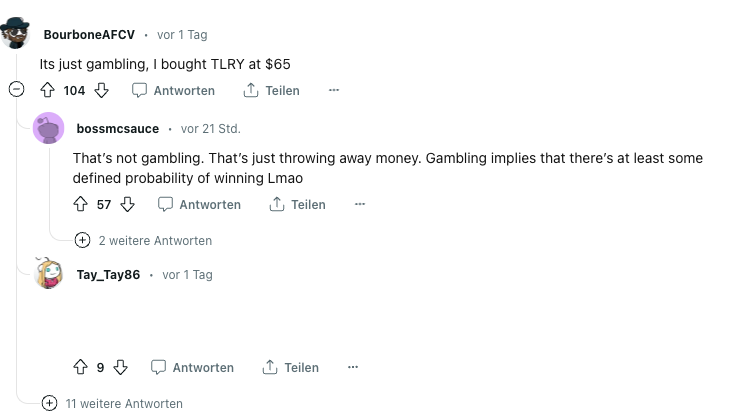 BourboneAFCV · vor 1 Tag
Its just gambling, I bought TLRY at $65
104 Antworten Teilen ...
bossmcsauce · vor 21 Std.
That’s not gambling. That’s just throwing away money. Gambling implies that there’s at least some
defined probability of winning Lmao
57 Antworten Teilen ...
2 weitere Antworten
Tay_Tay86 · vor 1 Tag
9 Antworten Teilen ...
11 weitere Antworten